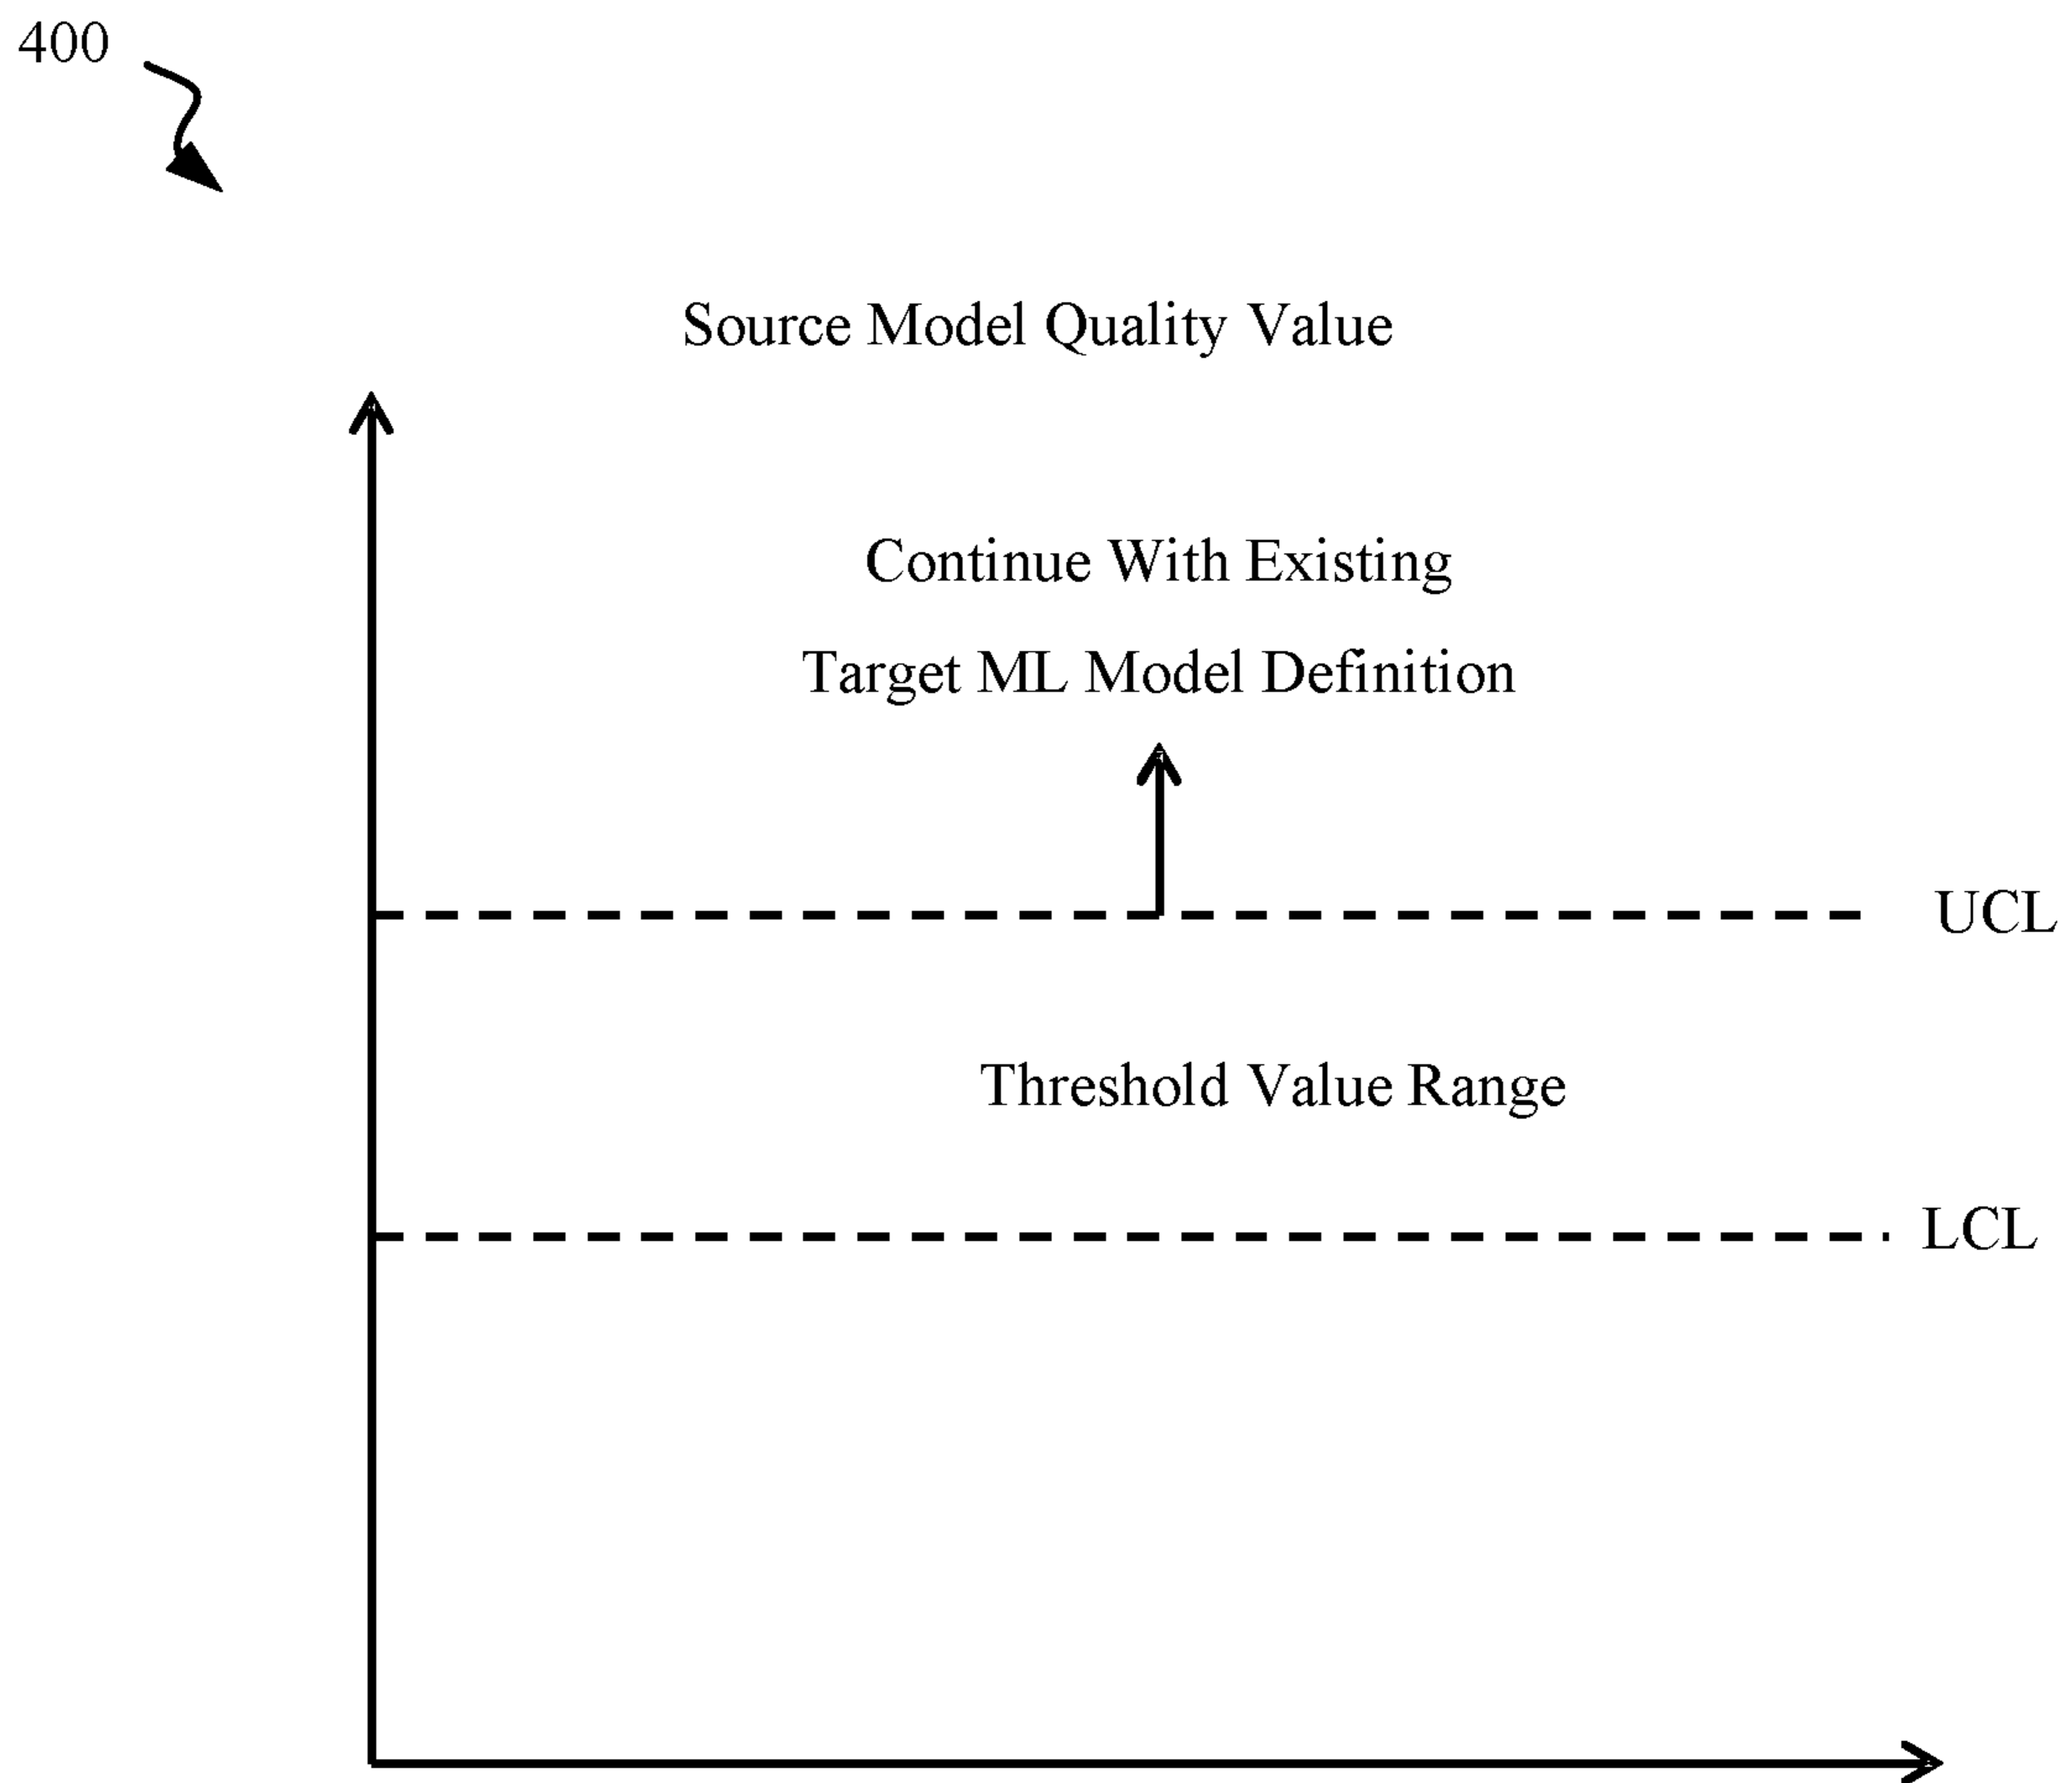 400
Source Model Quality Value
Continue With Existing
Target ML Model Definition
UCL
Threshold Value Range
LCL